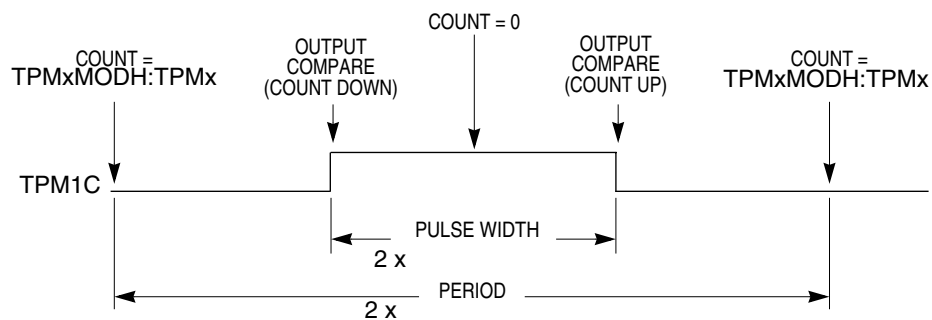 COUNT = 0
COUNT =
TPMxMODH:TPMx
OUTPUT
COMPARE
(COUNT DOWN)
OUTPUT
COMPARE
(COUNT UP)
COUNT =
TPMxMODH:TPMx
TPM1C
PULSE WIDTH
2 x
PERIOD
2 x